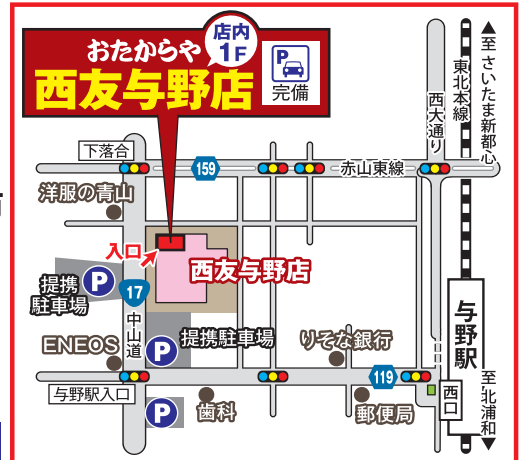 おたからや
店内
1F
西友与野店
P
完備
▲至 さいたま新都心
東北本線
西大通り
下落合
159
赤山東線
洋服の青山
入口
西友与野店
提携
駐車場
P
17
中山道
提携駐車場
ENEOS
P
りそな銀行
与野駅
119
与野駅入口
P
歯科
郵便局
西口
至北浦和▼